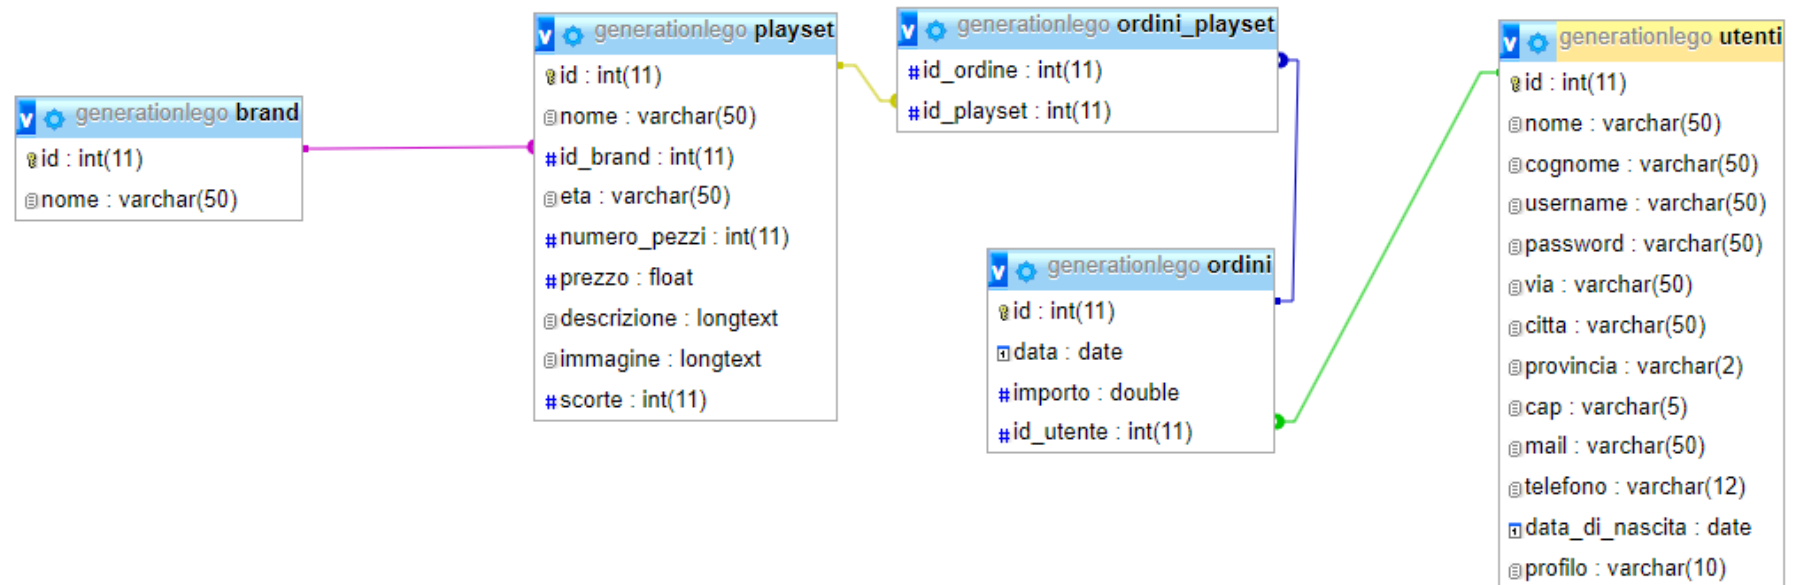 generationlego brand
id : int(11)
nome : varchar(50)
generationlego playset
id : int(11)
nome : varchar(50)
#id_brand : int(11)
eta : varchar(50)
#numero_pezzi : int(11)
#prezzo : float
descrizione : longtext
immagine : longtext
#scorte : int(11)
generationlego ordini_playset
#id_ordine : int(11)
#id_playset : int(11)
generationlego ordini
id : int(11)
data : date
#importo : double
#id_utente : int(11)
generationlego utenti
id : int(11)
nome : varchar(50)
cognome : varchar(50)
username : varchar(50)
password : varchar(50)
via : varchar(50)
citta : varchar(50)
provincia : varchar(2)
cap : varchar(5)
mail : varchar(50)
telefono : varchar(12)
data_di_nascita : date
profilo : varchar(10)